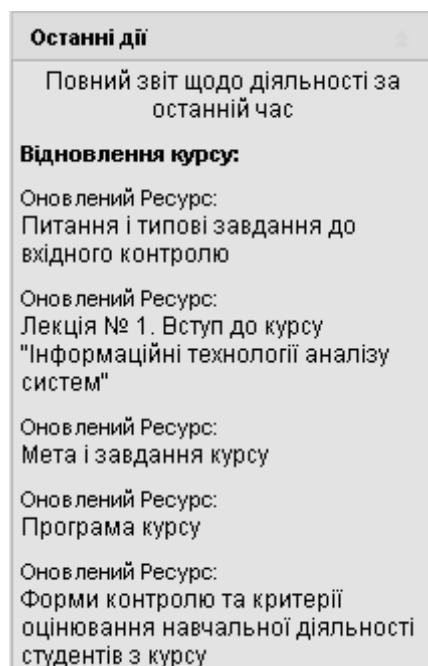 Останні дії
Повний звіт щодо діяльності за
останній час
Відновлення курсу:
Оновлений Ресурс:
Питання і типові завдання до
вхідного контролю
Оновлений Ресурс:
Лекція № 1. Вступ до курсу
"Інформаційні технології аналізу
систем"
Оновлений Ресурс:
Мета і завдання курсу
Оновлений Ресурс:
Програма курсу
Оновлений Ресурс:
Форми контролю та критерії
оцінювання навчальної діяльності
студентів з курсу